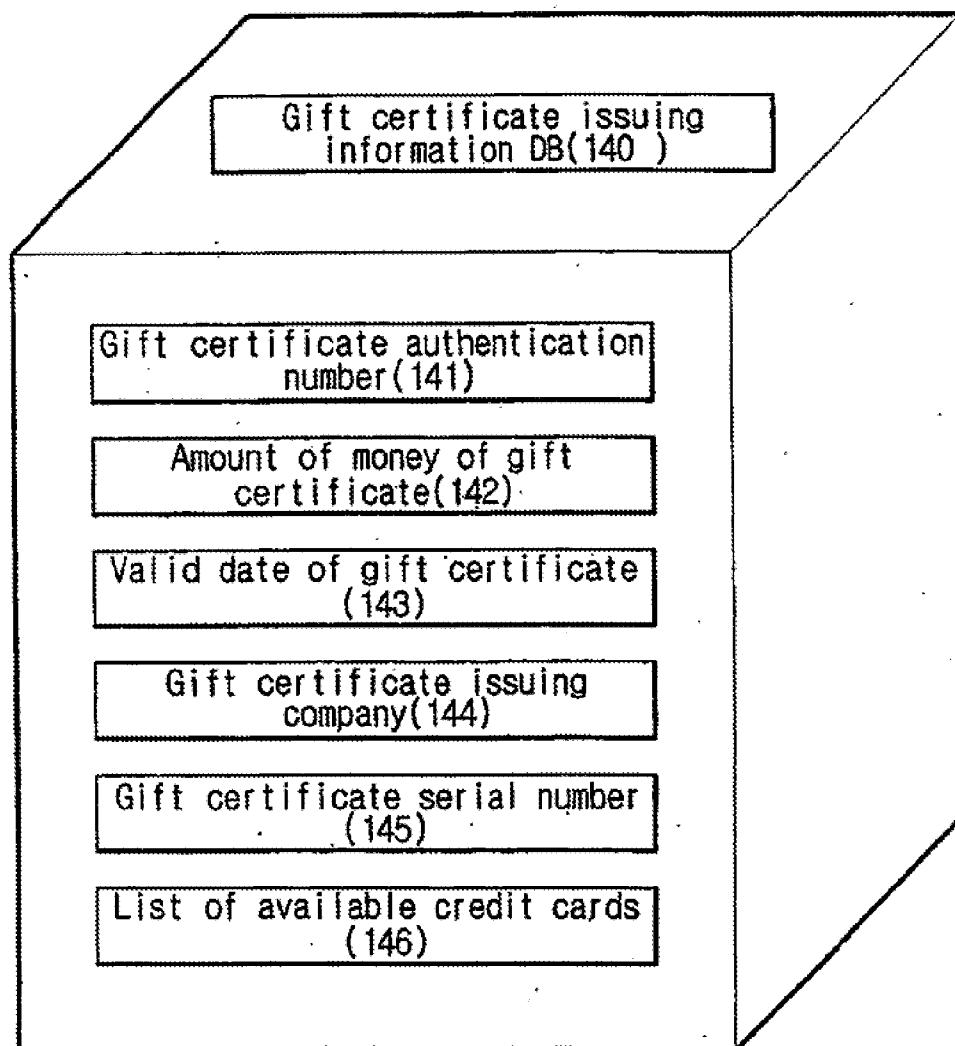 Gift certificate issuing
information DB(140 )
Gift certificate authentication
number(141)
Amount of money of gift
certificate(142)
Valid date of gift certificate
(143)
Gift certificate issuing
company(144)
Gift certificate serial number
(145)
List of available credit cards
(146)